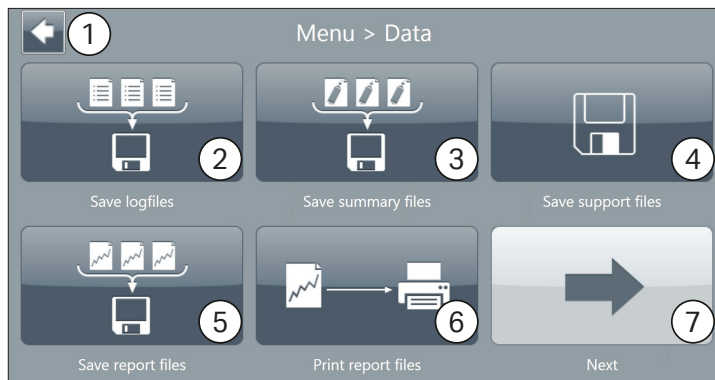 1 Menu > Data
2 3 4
Save logfiles Save summary files Save support files
5 6 7
Save report files Print report files Next